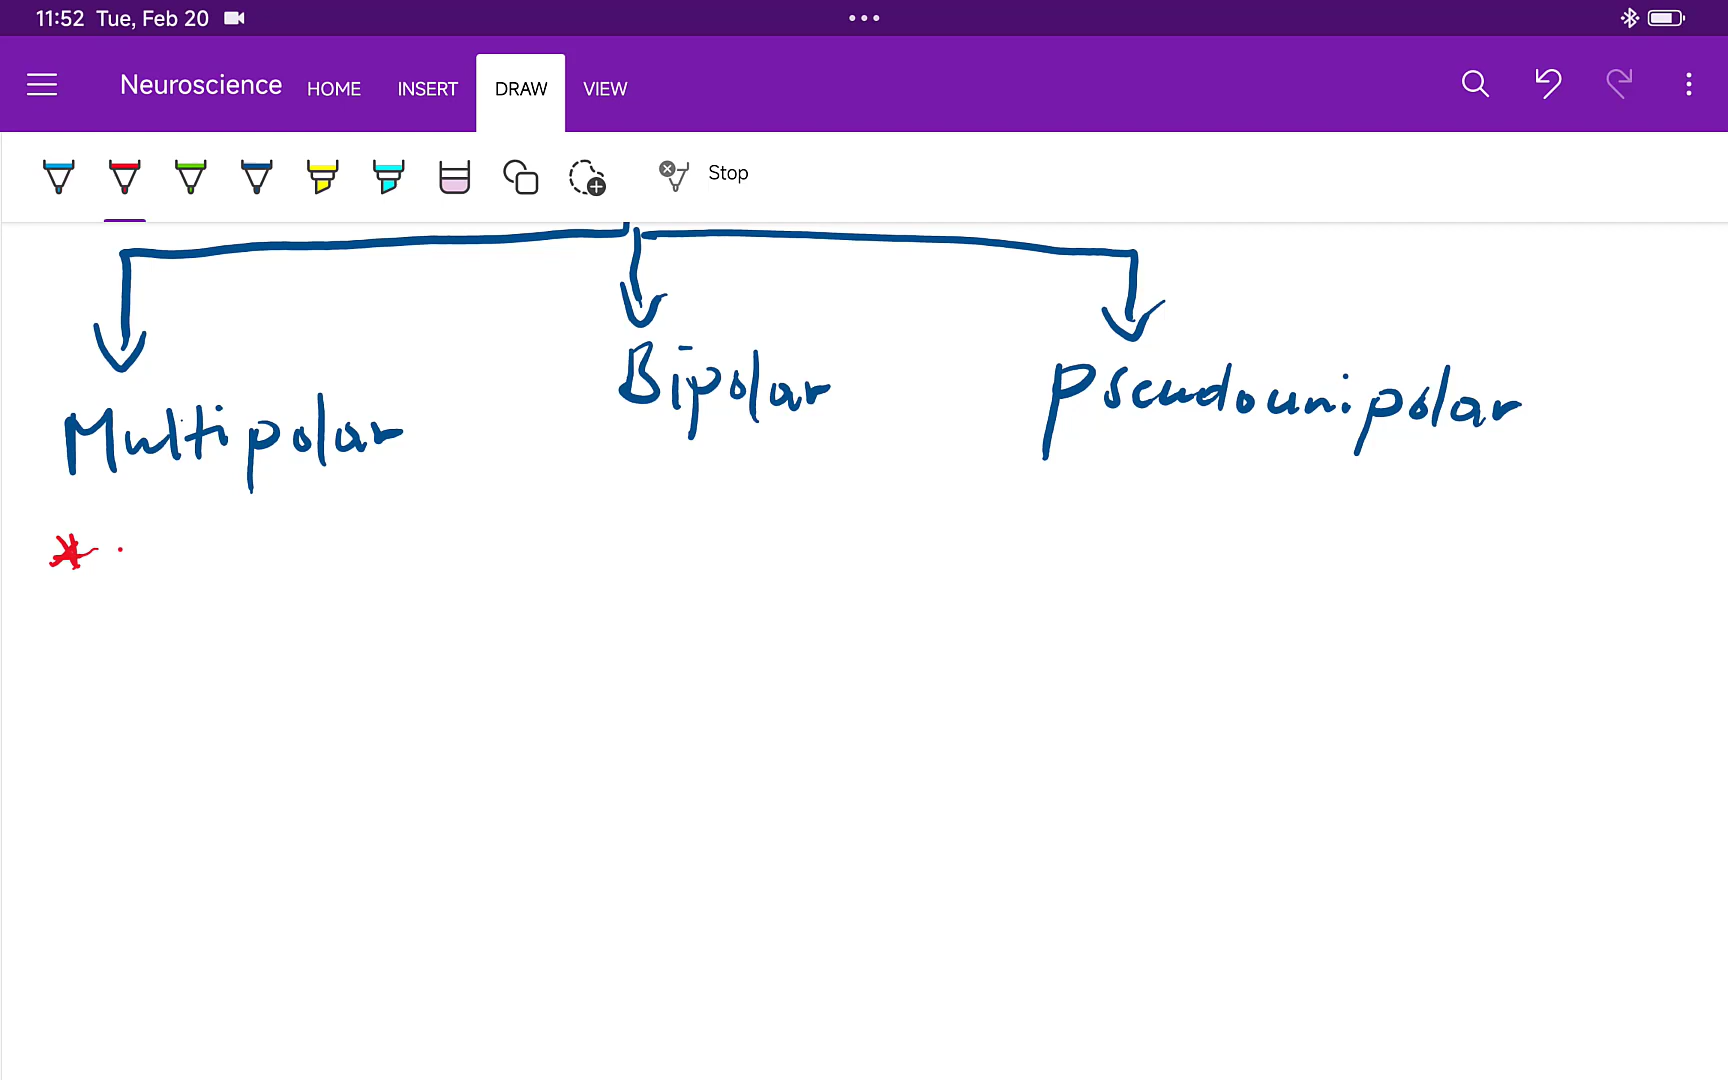 11:52 Tue, Feb 20
Neuroscience HOME INSERT DRAW VIEW
Stop
Multipolar Bipolar Pseudounipolar